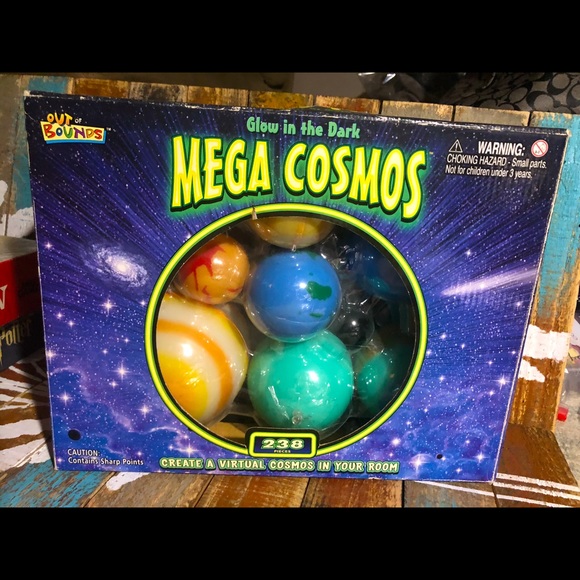 OUT OF
BOUNDS
Glow in the Dark
MEGA COSMOS
WARNING:
CHOKING HAZARD - Small parts.
Not for children under 3 years.
238
PIECES
CREATE A VIRTUAL COSMOS IN YOUR ROOM
CAUTION:
Contains Sharp Points